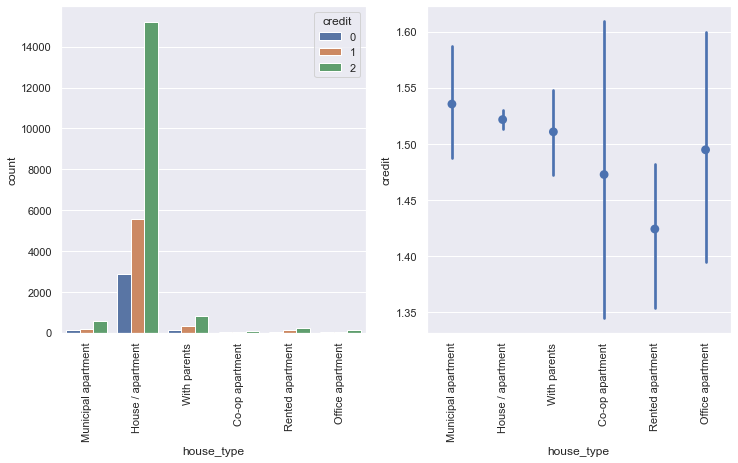 credit
0
1
2
14000
12000
10000
8000
6000
4000
2000
0
count
Municipal apartment
House / apartment
With parents
Co-op apartment
Rented apartment
Office apartment
house_type
1.60
1.55
1.50
1.45
1.40
1.35
credit
Municipal apartment
House / apartment
With parents
Co-op apartment
Rented apartment
Office apartment
house_type